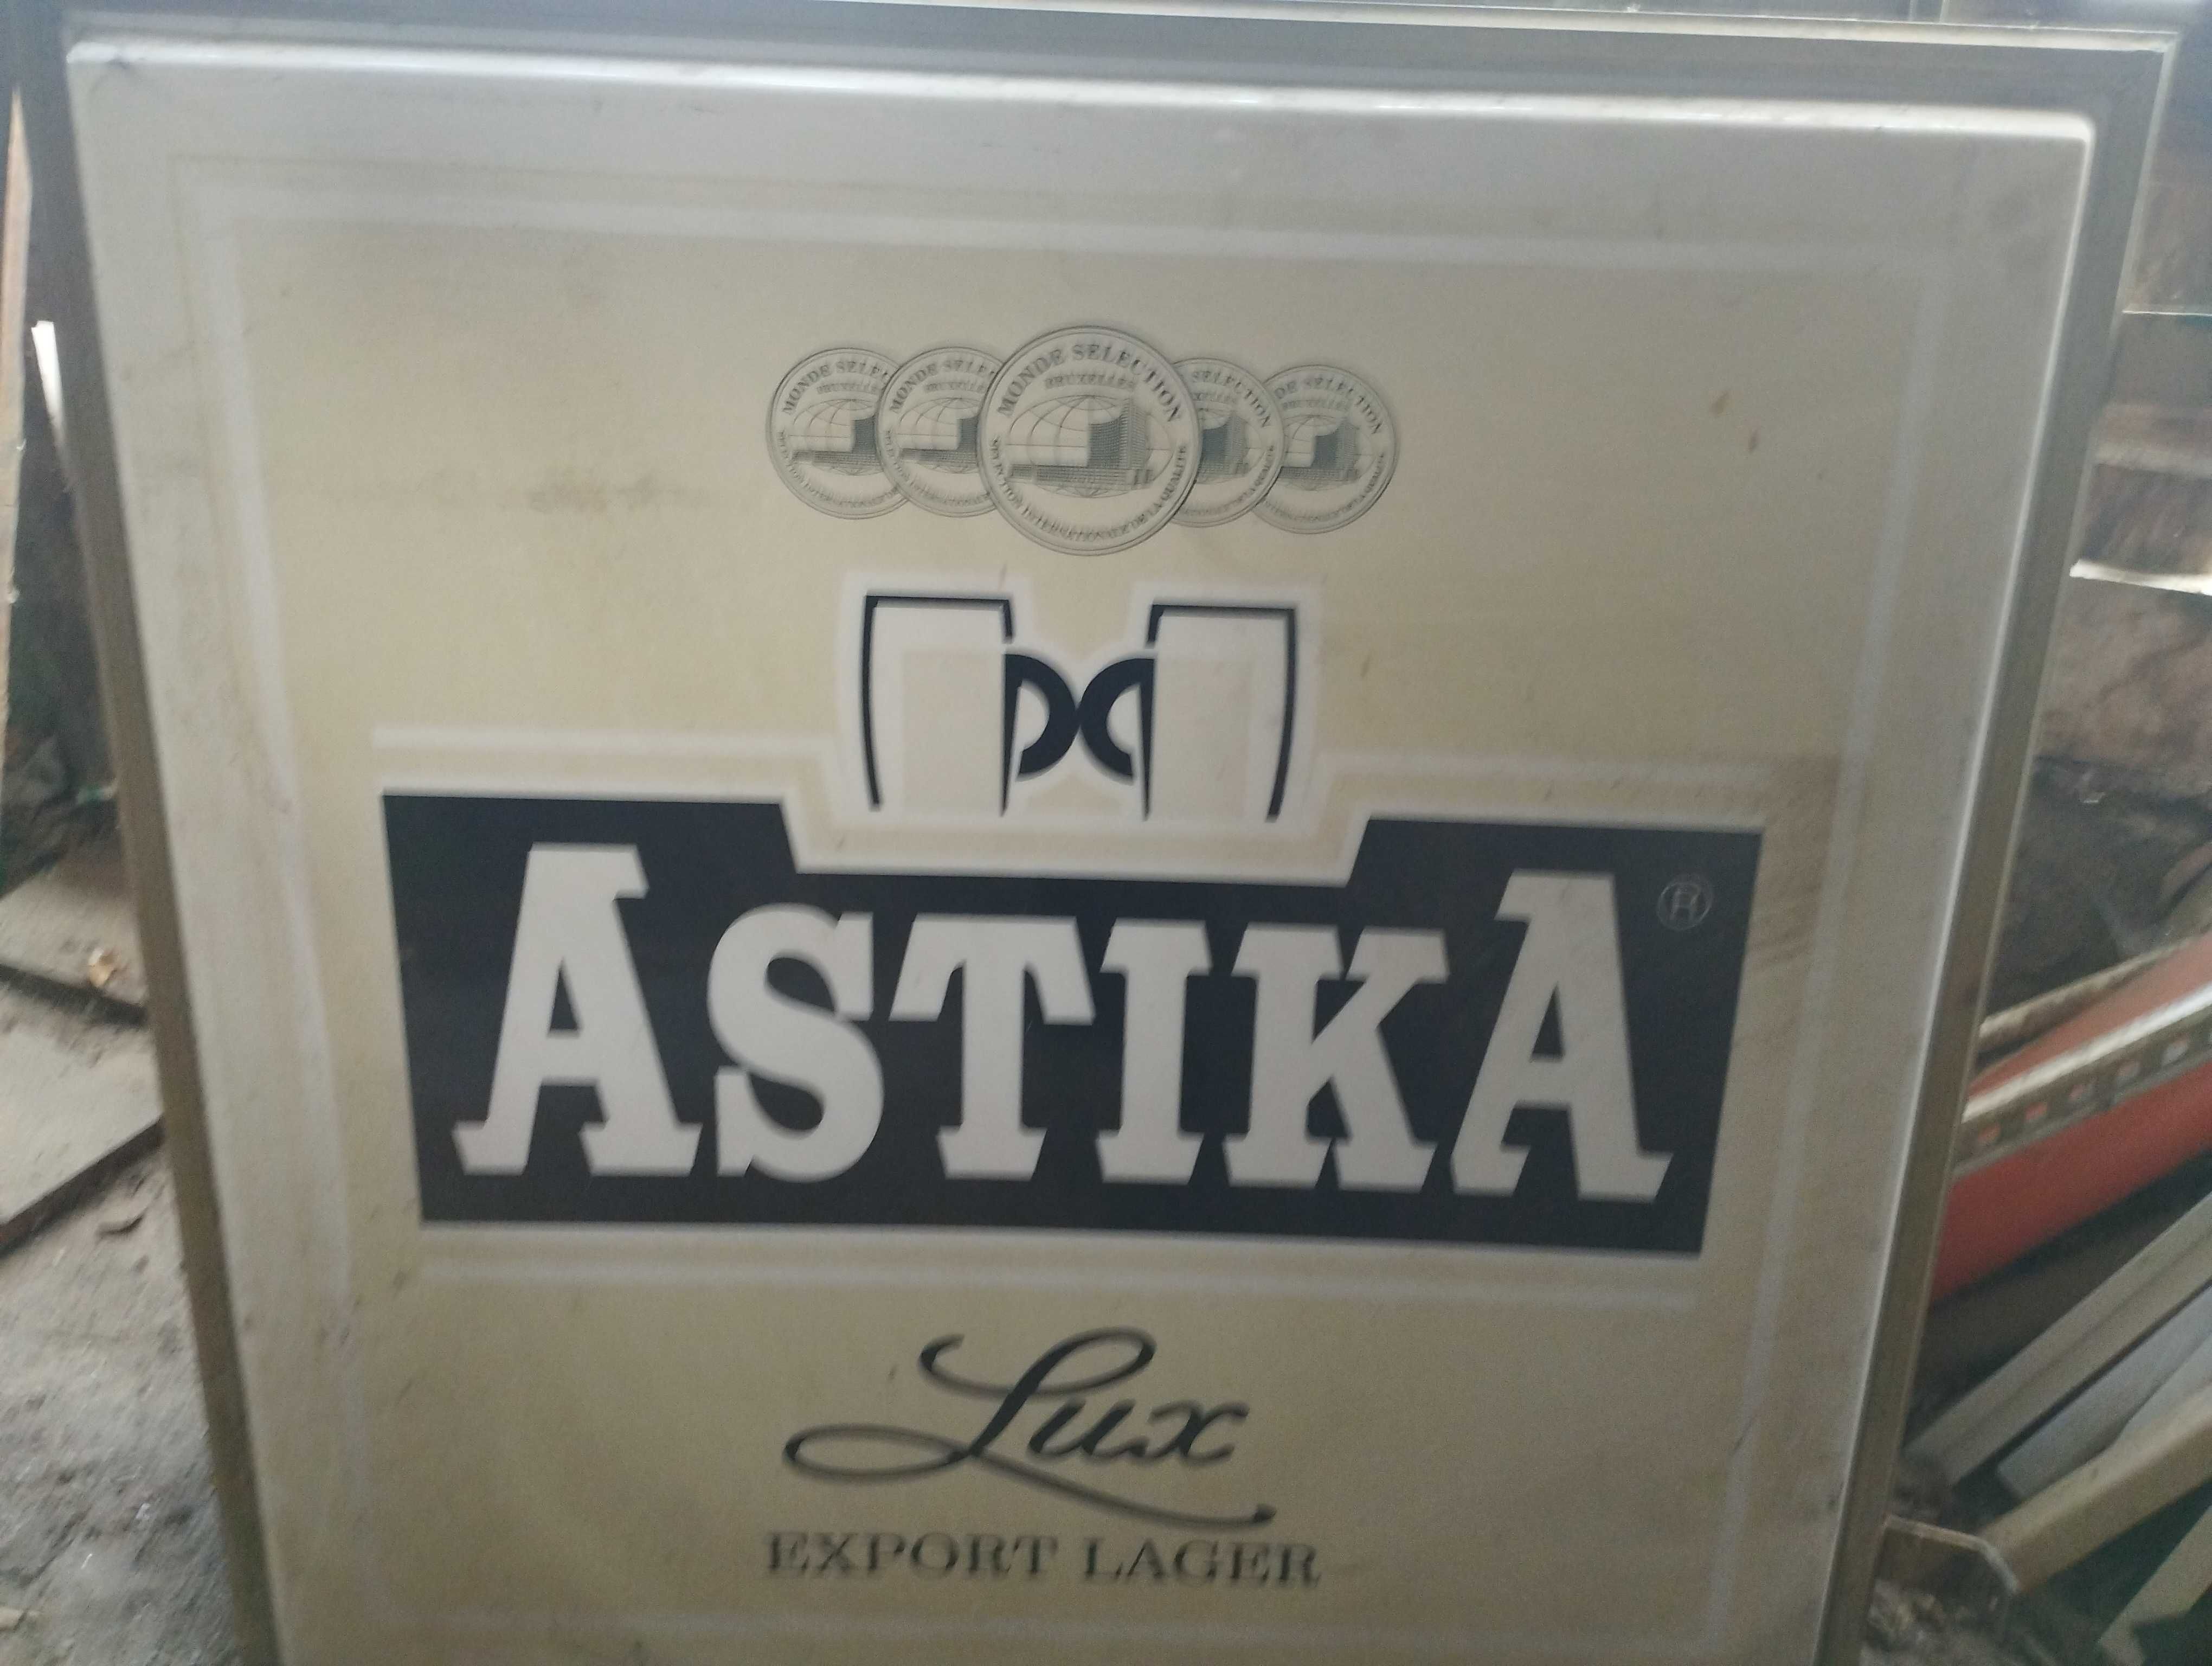 MONDE SELECTION
BRUXELLES
ASTIKA ®
Lux
EXPORT LAGER